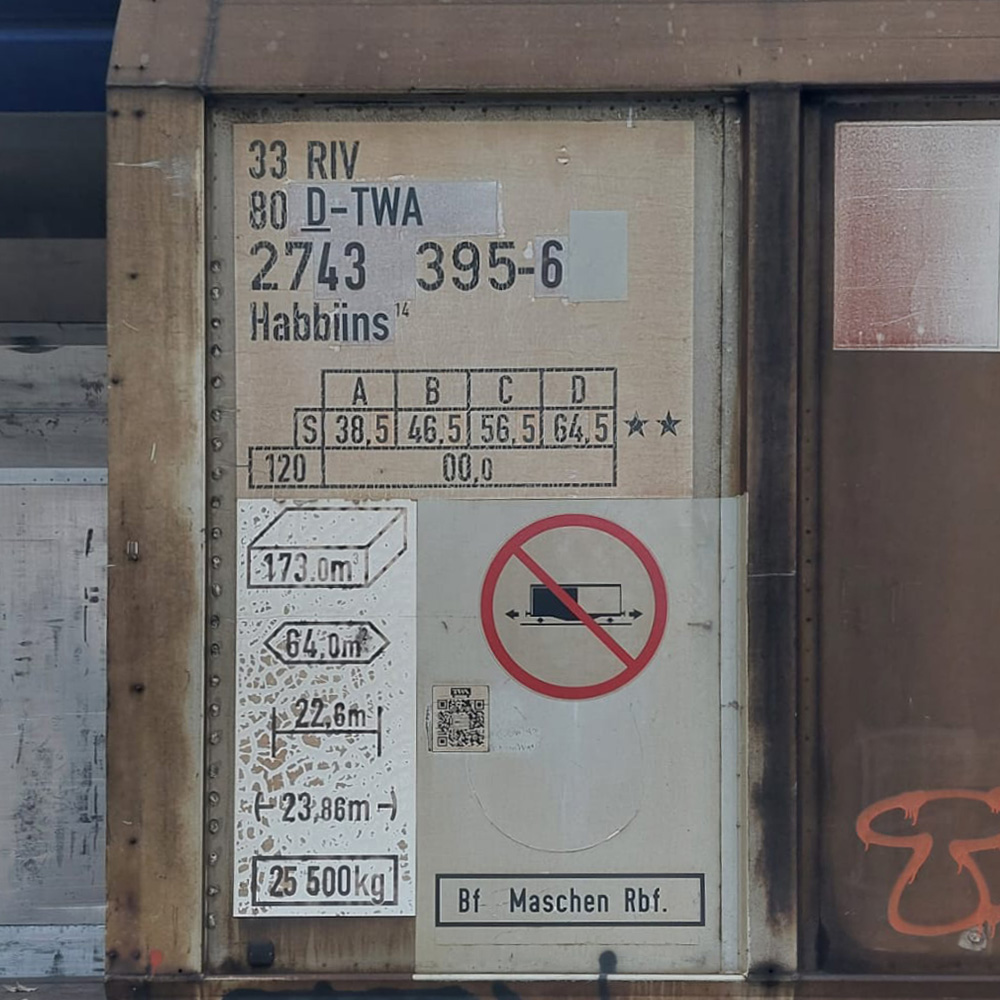 33 RIV
80 D-TWA
2743 395-6
Habbiins 14
A B C D
S 38,5 46,5 56,5 64,5 ★★
120 00,0
173.0m³
64,0m²
22,6m
23,86m
25 500kg
TWA
Bf Maschen Rbf.